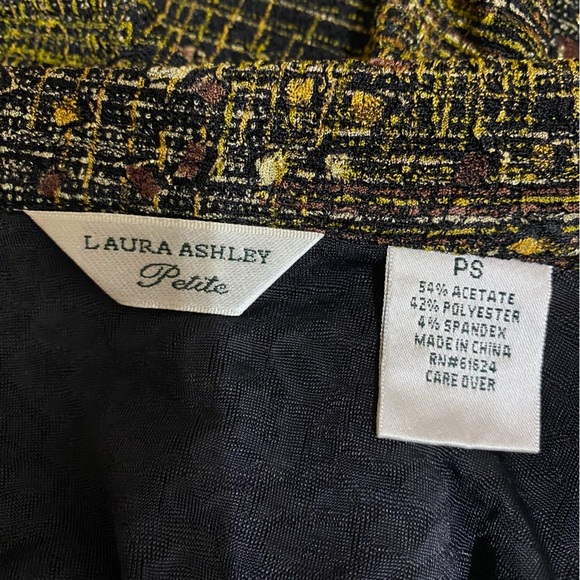 LAURA ASHLEY
Petite
PS
54% ACETATE
42% POLYESTER
4% SPANDEX
MADE IN CHINA
RN#61624
CARE OVER